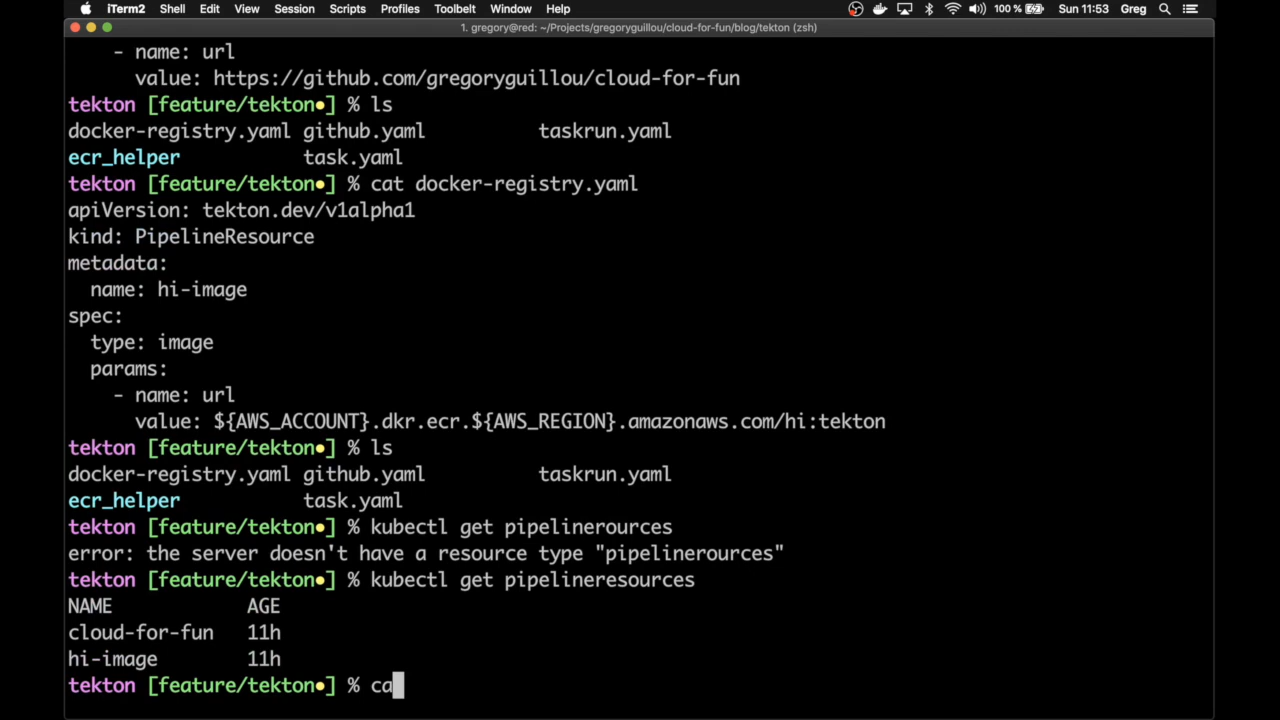 iTerm2 Shell Edit View Session Scripts Profiles Toolbelt Window Help 100 % Sun 11:53 Greg
1. gregory@red: ~/Projects/gregoryguillou/cloud-for-fun/blog/tekton (zsh)
- name: url
value: https://github.com/gregoryguillou/cloud-for-fun
tekton [feature/tekton•] % ls
docker-registry.yaml github.yaml taskrun.yaml
ecr_helper task.yaml
tekton [feature/tekton•] % cat docker-registry.yaml
apiVersion: tekton.dev/v1alpha1
kind: PipelineResource
metadata:
name: hi-image
spec:
type: image
params:
- name: url
value: ${AWS_ACCOUNT}.dkr.ecr.${AWS_REGION}.amazonaws.com/hi:tekton
tekton [feature/tekton•] % ls
docker-registry.yaml github.yaml taskrun.yaml
ecr_helper task.yaml
tekton [feature/tekton•] % kubectl get pipelinerources
error: the server doesn't have a resource type "pipelinerources"
tekton [feature/tekton•] % kubectl get pipelineresources
NAME AGE
cloud-for-fun 11h
hi-image 11h
tekton [feature/tekton•] % ca